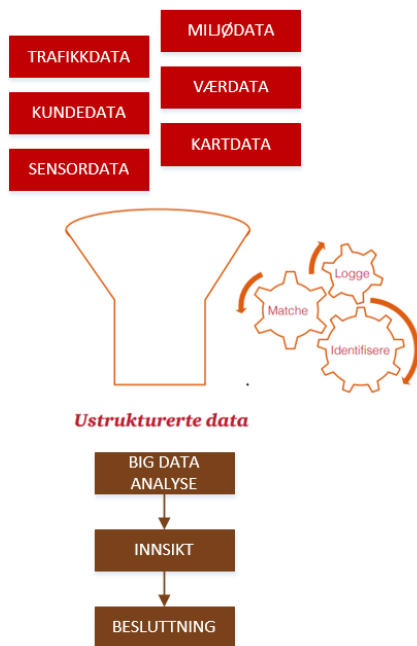 MILJØDATA
TRAFIKKDATA
VÆRDATA
KUNDEDATA
KARTDATA
SENSORDATA
Logge
Matche
Identifisere
Ustrukturerte data
BIG DATA
ANALYSE
INNSIKT
BESLUTTNING